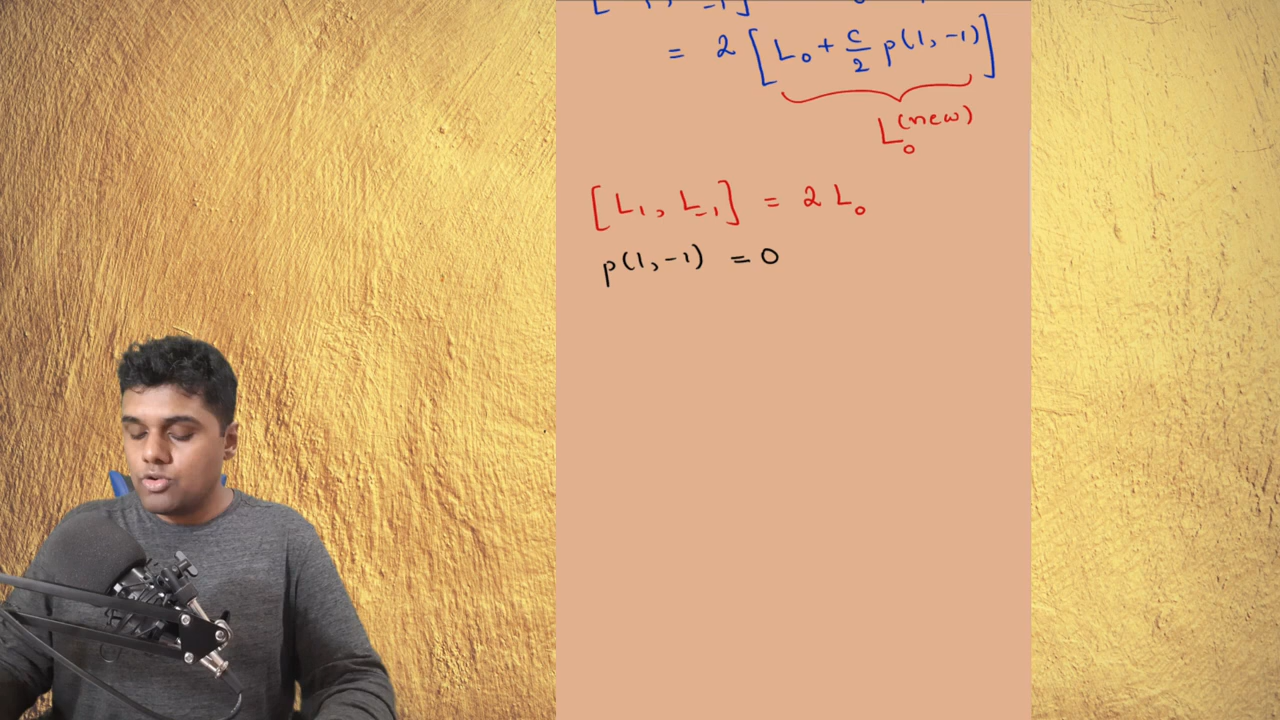 = 2 [L₀ + c/2 p(1,-1)]
L₀^(new)
[L₁, L₋₁] = 2 L₀
p(1,-1) = 0